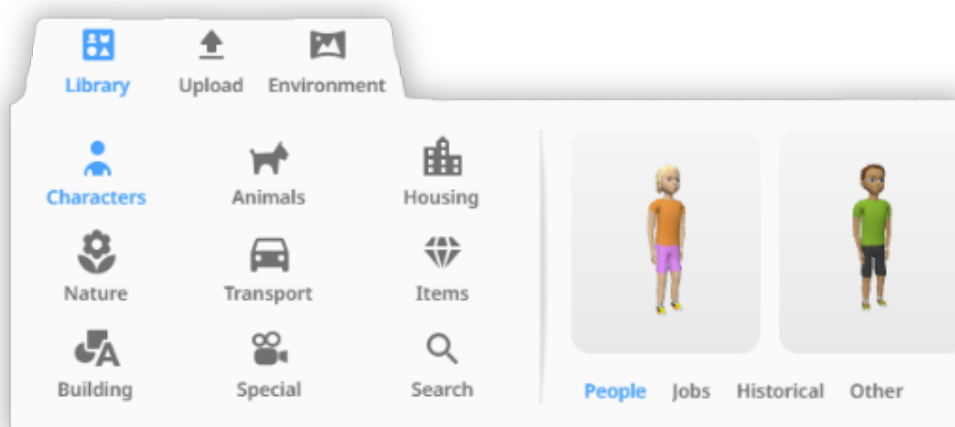 Library Upload Environment
Characters Animals Housing
Nature Transport Items
Building Special Search
People Jobs Historical Other